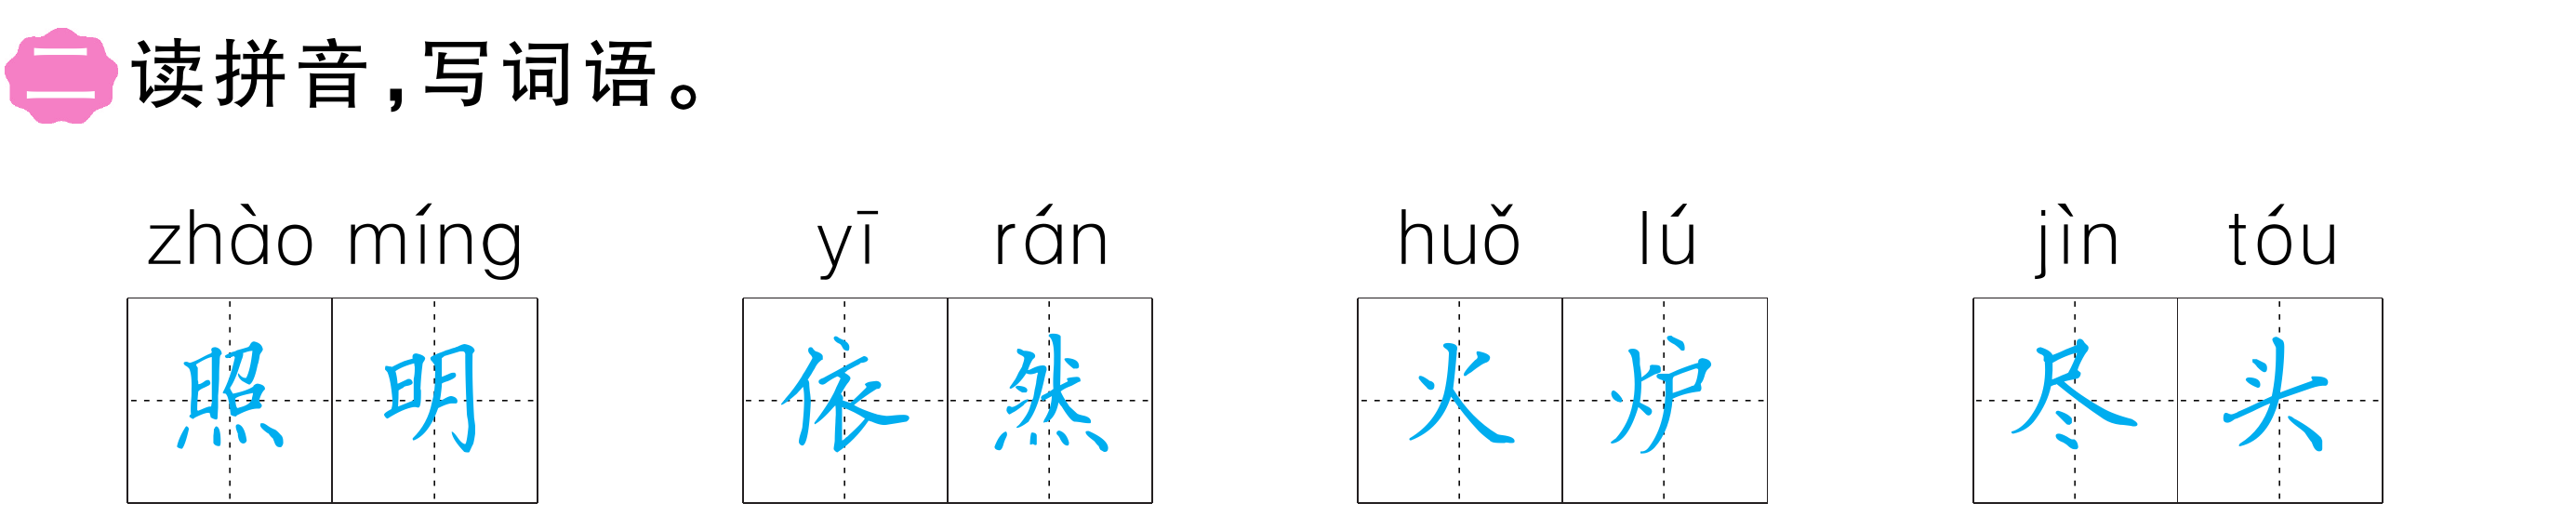 二 读拼音，写词语。
zhào míng yī rán huǒ lú jìn tóu
照明 依然 火炉 尽头